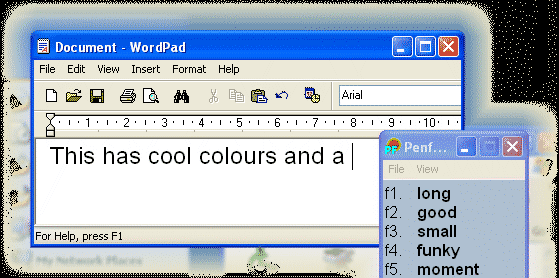 Document - WordPad
File Edit View Insert Format Help
Arial
1 2 3 4 5 6 7 8 9 10
This has cool colours and a
For Help, press F1
Penf...
File View
f1. long
f2. good
f3. small
f4. funky
f5. moment
My Network Places